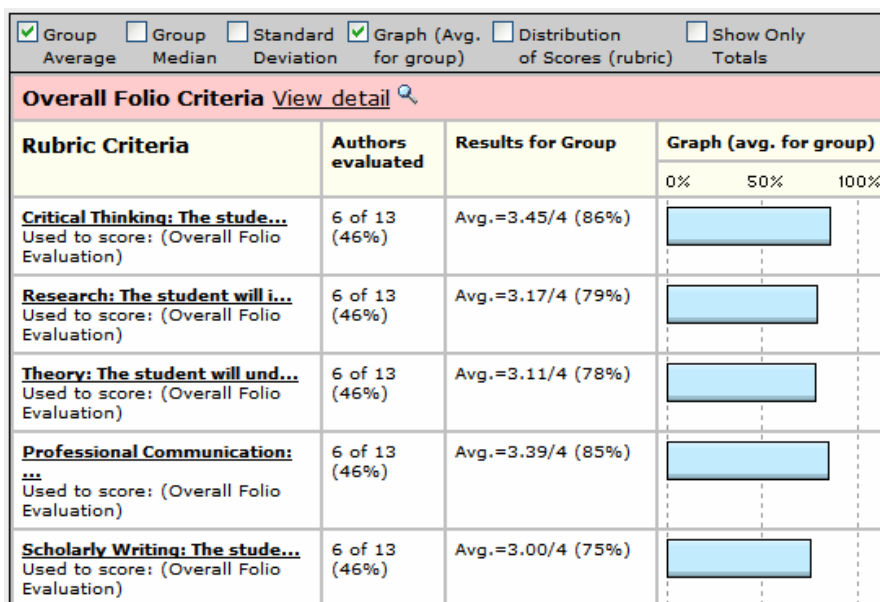 Group Average
Group Median
Standard Deviation
Graph (Avg. for group)
Distribution of Scores (rubric)
Show Only Totals
Overall Folio Criteria View detail
Rubric Criteria
Authors evaluated
Results for Group
Graph (avg. for group)
0% 50% 100%
Critical Thinking: The stude...
Used to score: (Overall Folio
Evaluation)
6 of 13
(46%)
Avg.=3.45/4 (86%)
Research: The student will i...
Used to score: (Overall Folio
Evaluation)
6 of 13
(46%)
Avg.=3.17/4 (79%)
Theory: The student will und...
Used to score: (Overall Folio
Evaluation)
6 of 13
(46%)
Avg.=3.11/4 (78%)
Professional Communication:
...
Used to score: (Overall Folio
Evaluation)
6 of 13
(46%)
Avg.=3.39/4 (85%)
Scholarly Writing: The stude...
Used to score: (Overall Folio
Evaluation)
6 of 13
(46%)
Avg.=3.00/4 (75%)